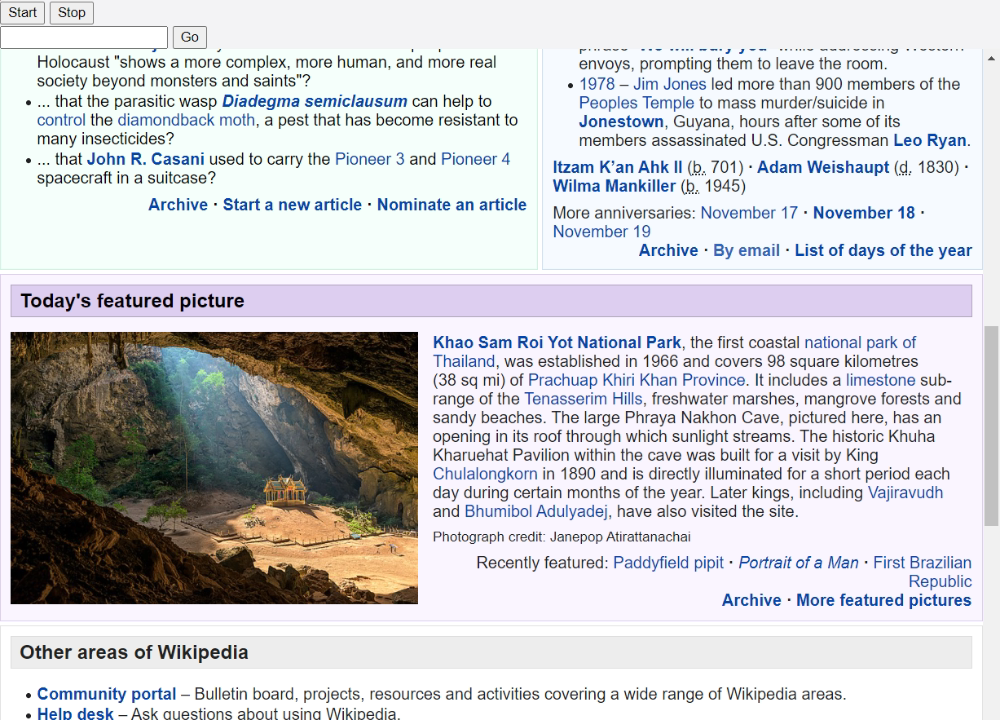 Start Stop
Go
Holocaust "shows a more complex, more human, and more real
society beyond monsters and saints"?
... that the parasitic wasp Diadegma semiclausum can help to
control the diamondback moth, a pest that has become resistant to
many insecticides?
... that John R. Casani used to carry the Pioneer 3 and Pioneer 4
spacecraft in a suitcase?
Archive · Start a new article · Nominate an article
phrase "We will bury you" while addressing Western
envoys, prompting them to leave the room.
1978 – Jim Jones led more than 900 members of the
Peoples Temple to mass murder/suicide in
Jonestown, Guyana, hours after some of its
members assassinated U.S. Congressman Leo Ryan.
Itzam K'an Ahk II (b. 701) · Adam Weishaupt (d. 1830) ·
Wilma Mankiller (b. 1945)
More anniversaries: November 17 · November 18 ·
November 19
Archive · By email · List of days of the year
Today's featured picture
Khao Sam Roi Yot National Park, the first coastal national park of
Thailand, was established in 1966 and covers 98 square kilometres
(38 sq mi) of Prachuap Khiri Khan Province. It includes a limestone sub-
range of the Tenasserim Hills, freshwater marshes, mangrove forests and
sandy beaches. The large Phraya Nakhon Cave, pictured here, has an
opening in its roof through which sunlight streams. The historic Khuha
Kharuehat Pavilion within the cave was built for a visit by King
Chulalongkorn in 1890 and is directly illuminated for a short period each
day during certain months of the year. Later kings, including Vajiravudh
and Bhumibol Adulyadej, have also visited the site.
Photograph credit: Janepop Atirattanachai
Recently featured: Paddyfield pipit · Portrait of a Man · First Brazilian
Republic
Archive · More featured pictures
Other areas of Wikipedia
Community portal – Bulletin board, projects, resources and activities covering a wide range of Wikipedia areas.
Help desk – Ask questions about using Wikipedia.